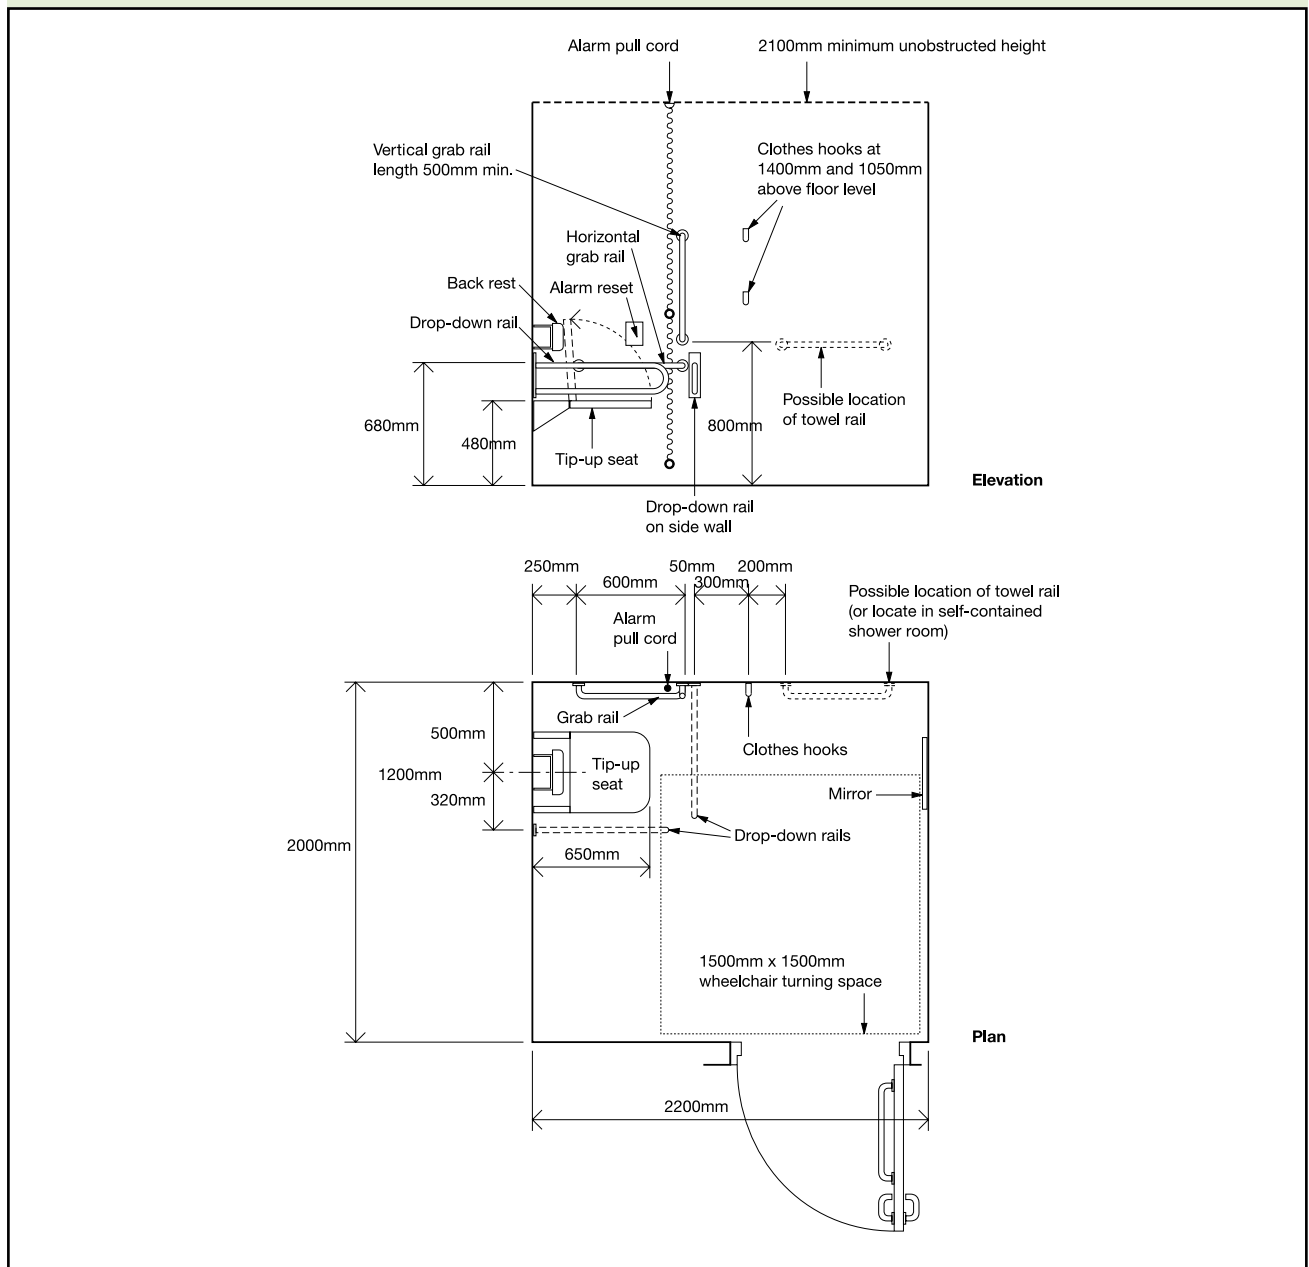 Alarm pull cord
2100mm minimum unobstructed height
Vertical grab rail
length 500mm min.
Clothes hooks at
1400mm and 1050mm
above floor level
Horizontal
grab rail
Back rest
Alarm reset
Drop-down rail
Possible location
of towel rail
680mm
480mm
800mm
Tip-up seat
Elevation
Drop-down rail
on side wall
250mm
600mm
50mm
300mm
200mm
Possible location of towel rail
(or locate in self-contained
shower room)
Alarm
pull cord
Grab rail
Clothes hooks
500mm
1200mm
320mm
Tip-up
seat
Mirror
Drop-down rails
2000mm
650mm
1500mm x 1500mm
wheelchair turning space
Plan
2200mm